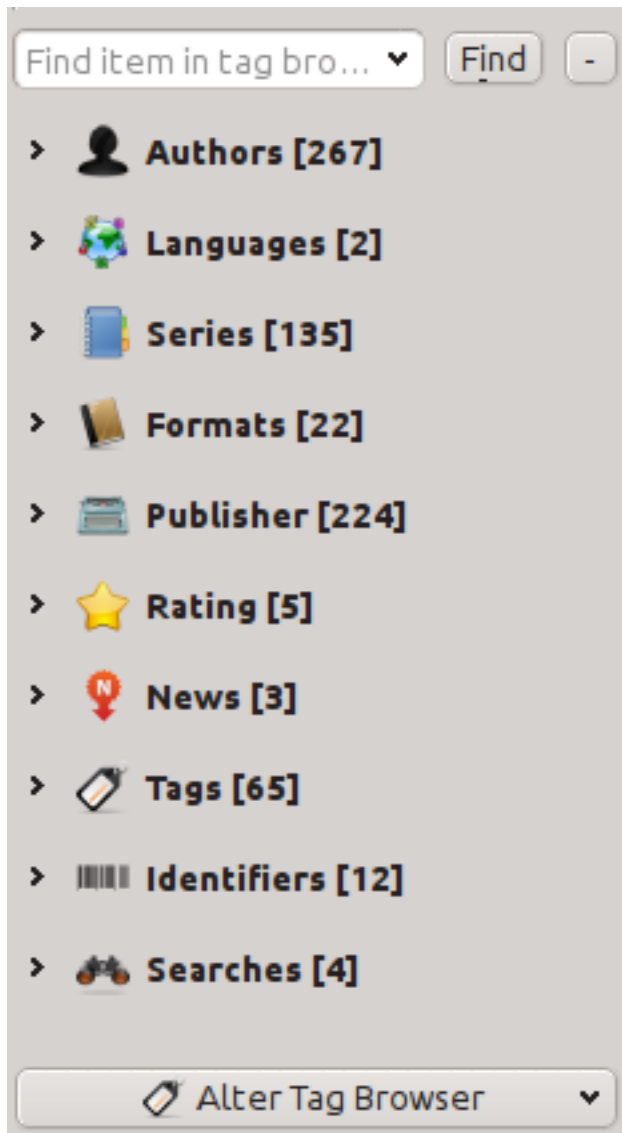 Find item in tag bro... Find -
Authors [267]
Languages [2]
Series [135]
Formats [22]
Publisher [224]
Rating [5]
N
News [3]
Tags [65]
Identifiers [12]
Searches [4]
Alter Tag Browser